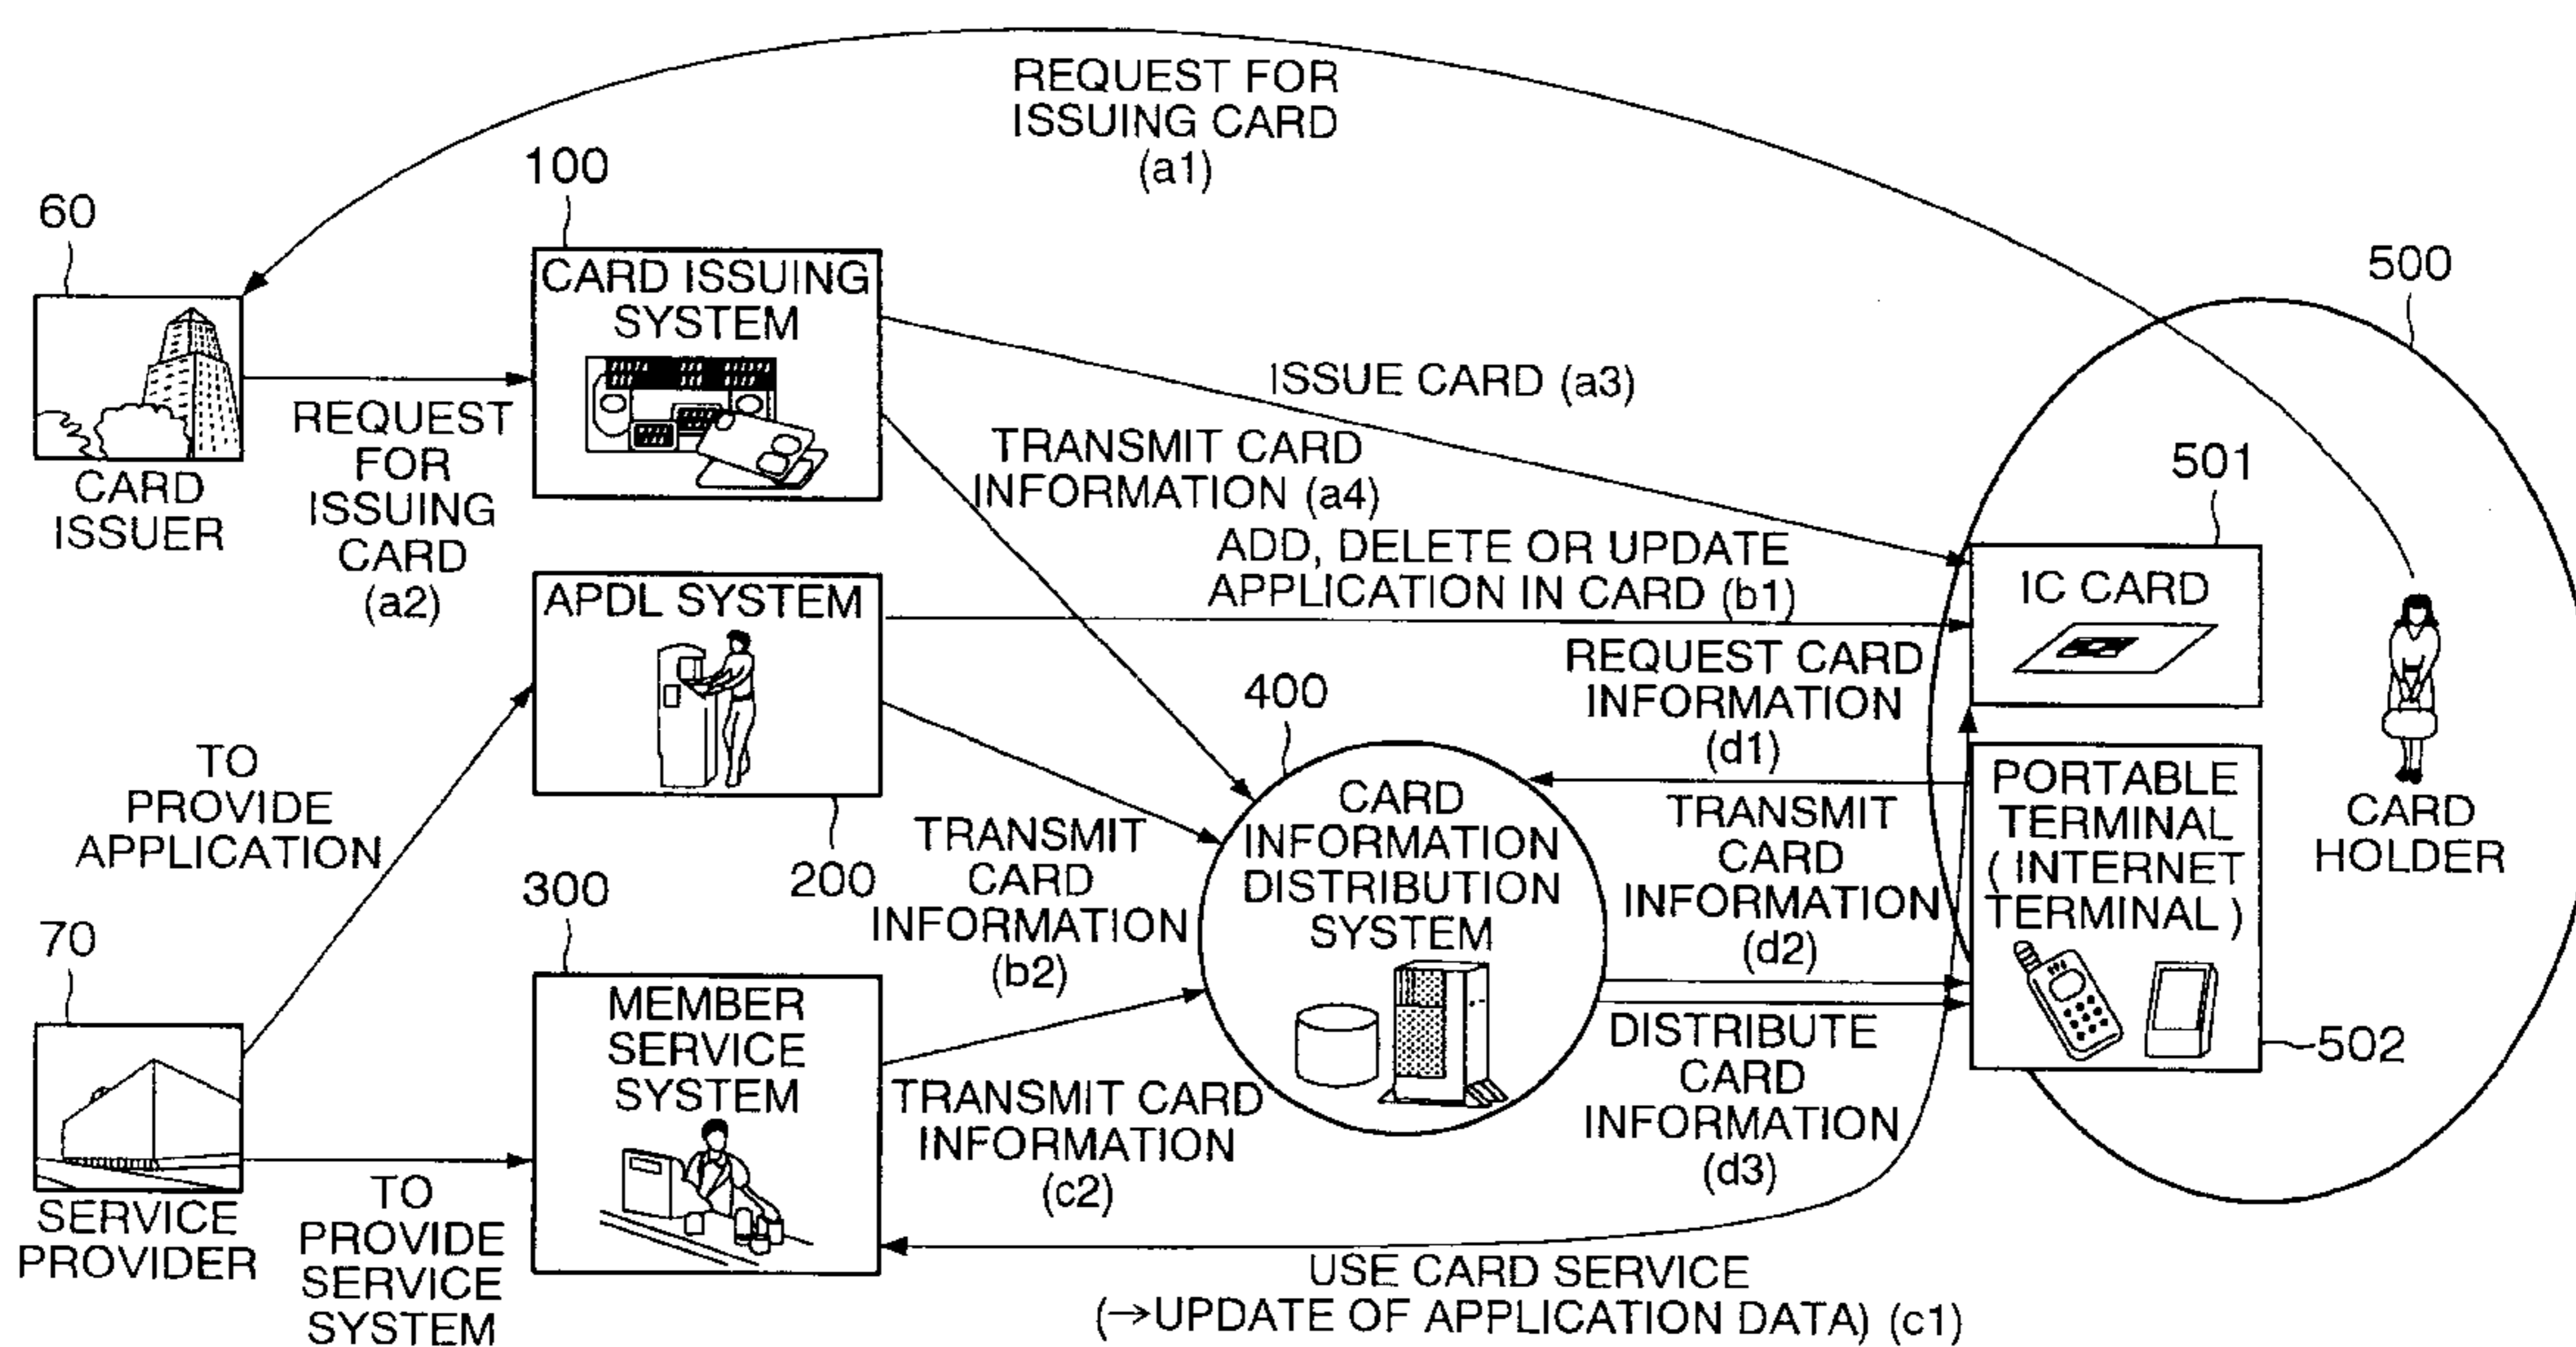 REQUEST FOR
ISSUING CARD
(a1)
100
60
500
CARD ISSUING
SYSTEM
CARD
ISSUER
REQUEST
FOR
ISSUING
CARD
(a2)
ISSUE CARD (a3)
TRANSMIT CARD
INFORMATION (a4)
501
IC CARD
ADD, DELETE OR UPDATE
APPLICATION IN CARD (b1)
APDL SYSTEM
200
REQUEST CARD
INFORMATION
(d1)
400
TO
PROVIDE
APPLICATION
CARD
INFORMATION
DISTRIBUTION
SYSTEM
TRANSMIT
CARD
INFORMATION
(b2)
TRANSMIT
CARD
INFORMATION
(d2)
PORTABLE
TERMINAL
( INTERNET
TERMINAL )
502
CARD
HOLDER
300
70
MEMBER
SERVICE
SYSTEM
SERVICE
PROVIDER
TO
PROVIDE
SERVICE
SYSTEM
TRANSMIT CARD
INFORMATION
(c2)
DISTRIBUTE
CARD
INFORMATION
(d3)
USE CARD SERVICE
(→UPDATE OF APPLICATION DATA) (c1)